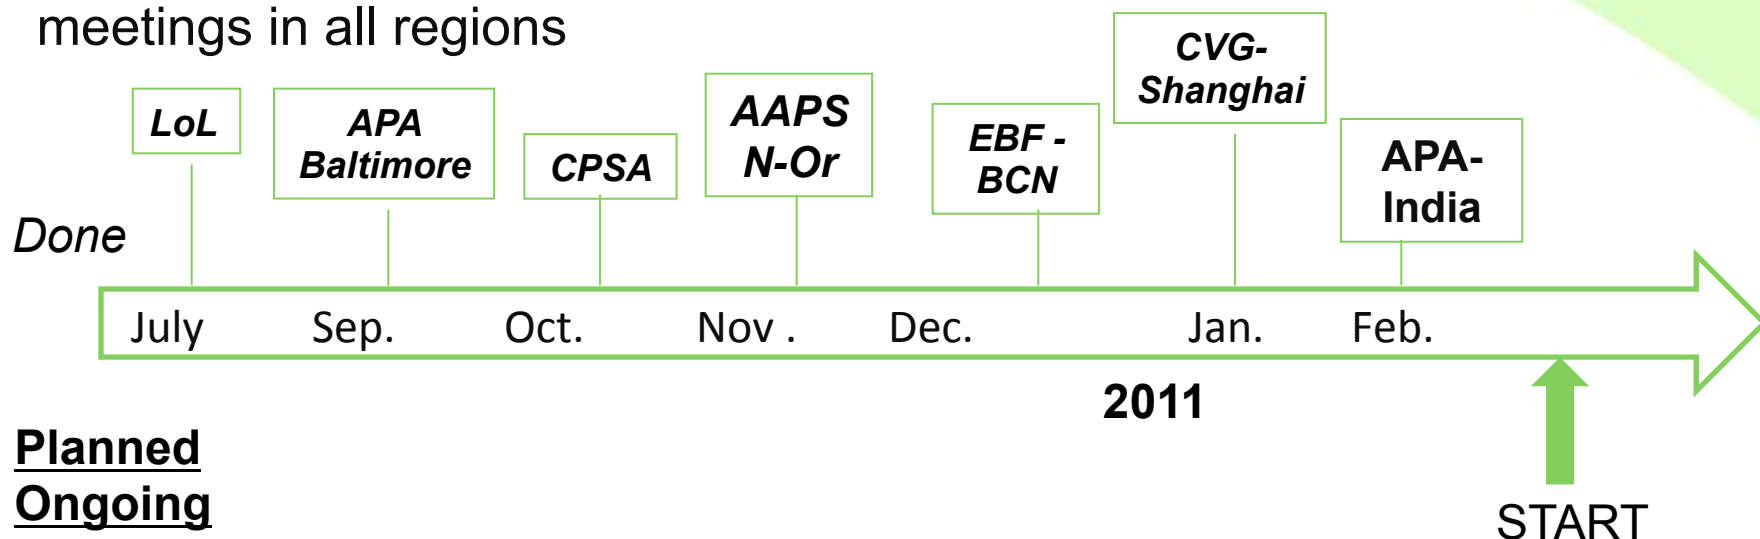 meetings in all regions
LoL
APA
Baltimore
CPSA
AAPS
N-Or
EBF -
BCN
CVG-
Shanghai
APA-
India
Done
July Sep. Oct. Nov . Dec. Jan. Feb.
2011
Planned
Ongoing
START